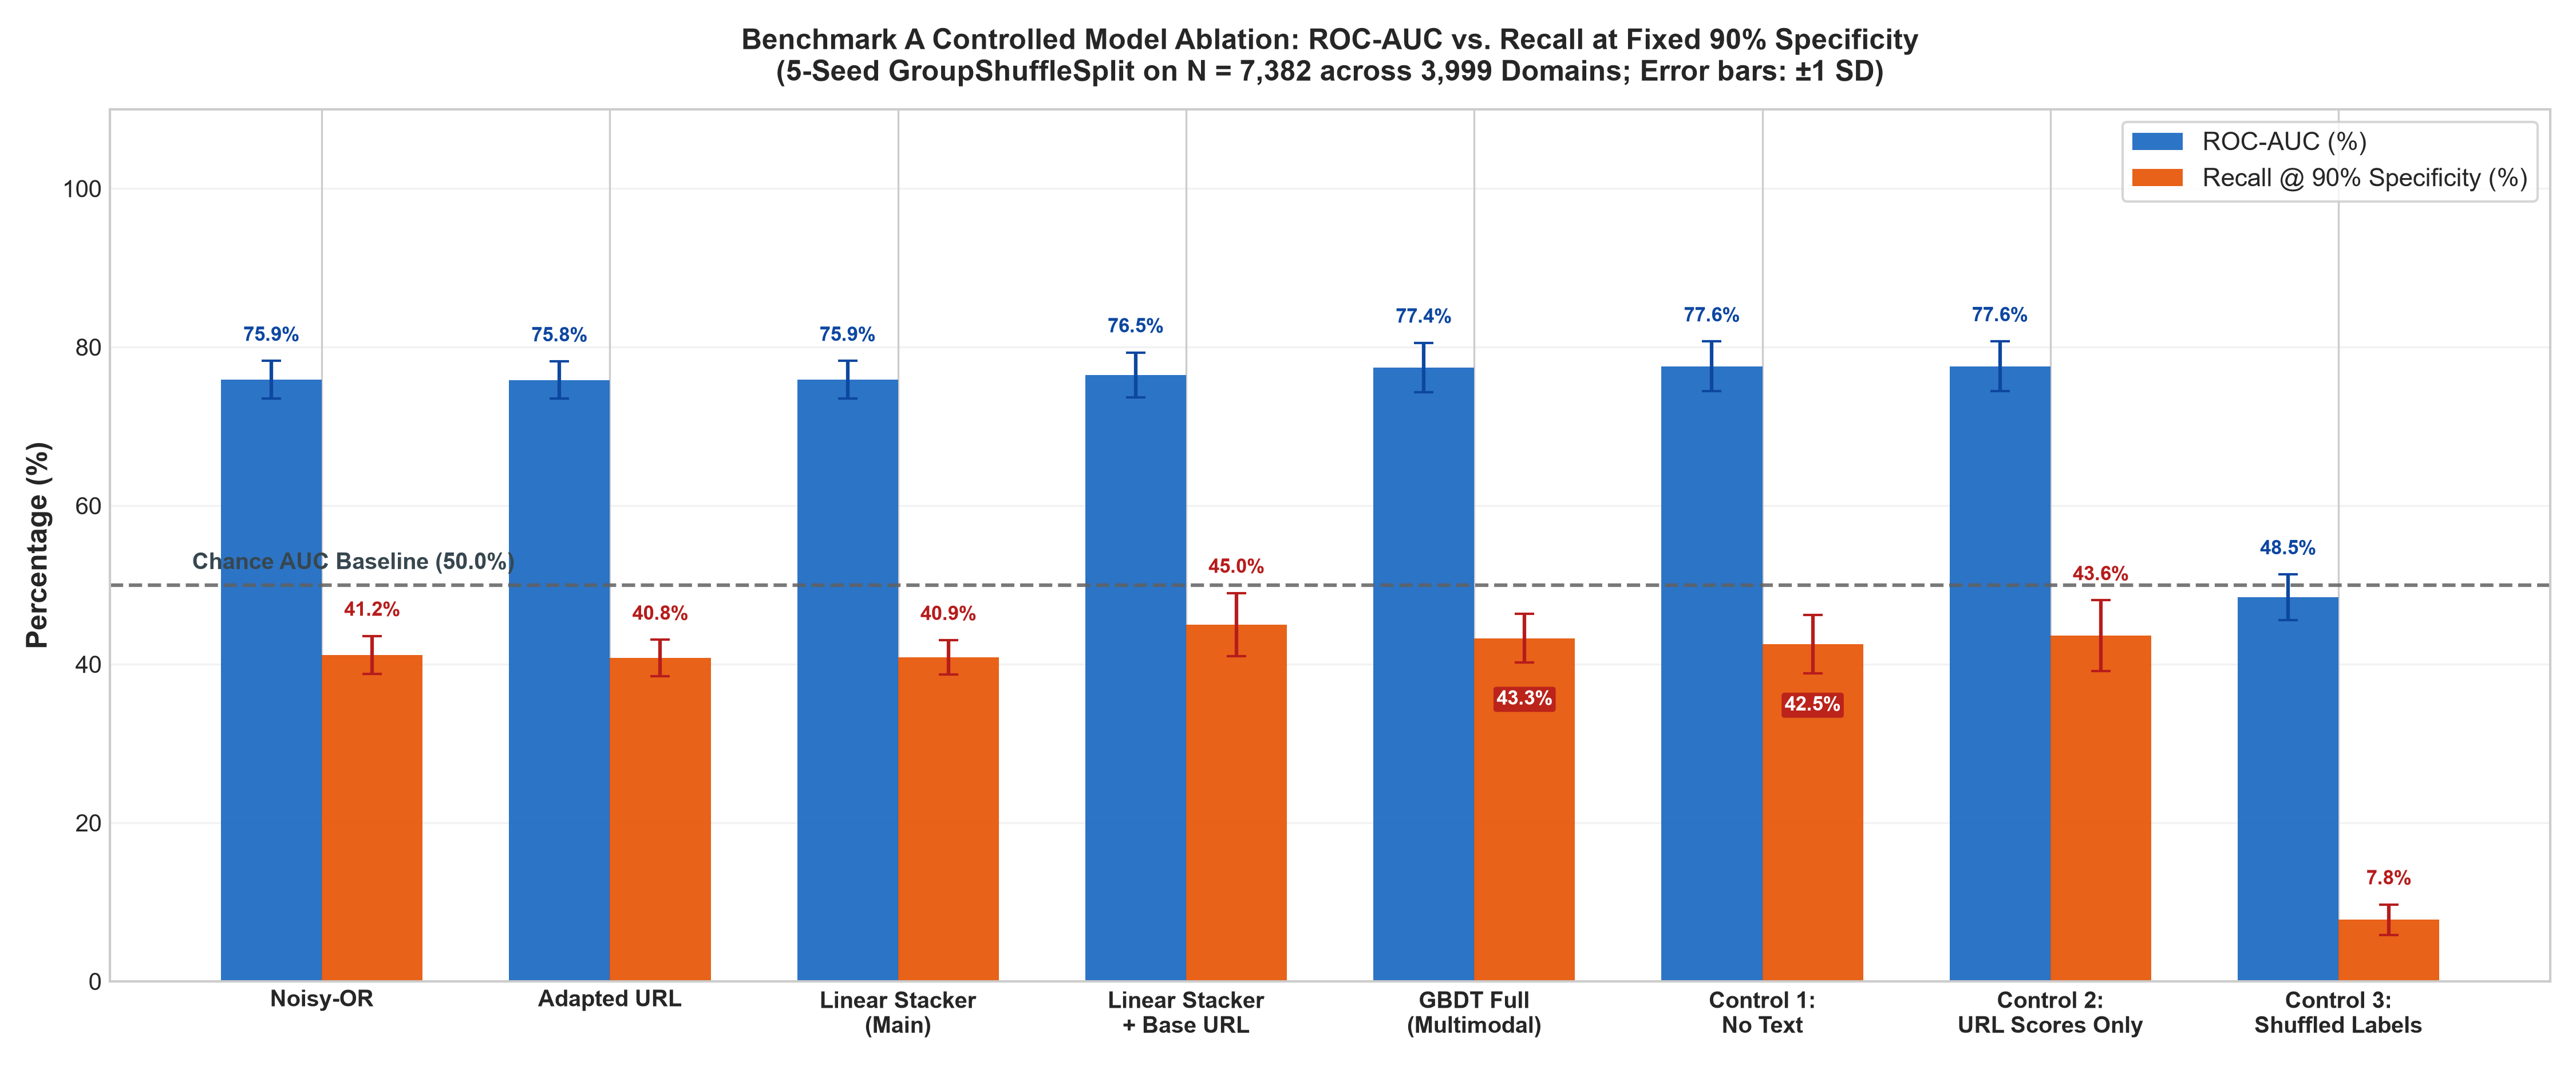 Benchmark A Controlled Model Ablation: ROC-AUC vs. Recall at Fixed 90% Specificity
(5-Seed GroupShuffleSplit on N = 7,382 across 3,999 Domains; Error bars: ±1 SD)
ROC-AUC (%)
Recall @ 90% Specificity (%)
Percentage (%)
100
80
60
40
20
0
Chance AUC Baseline (50.0%)
75.9%
41.2%
75.8%
40.8%
75.9%
40.9%
76.5%
45.0%
77.4%
43.3%
77.6%
42.5%
77.6%
43.6%
48.5%
7.8%
Noisy-OR
Adapted URL
Linear Stacker
(Main)
Linear Stacker
+ Base URL
GBDT Full
(Multimodal)
Control 1:
No Text
Control 2:
URL Scores Only
Control 3:
Shuffled Labels